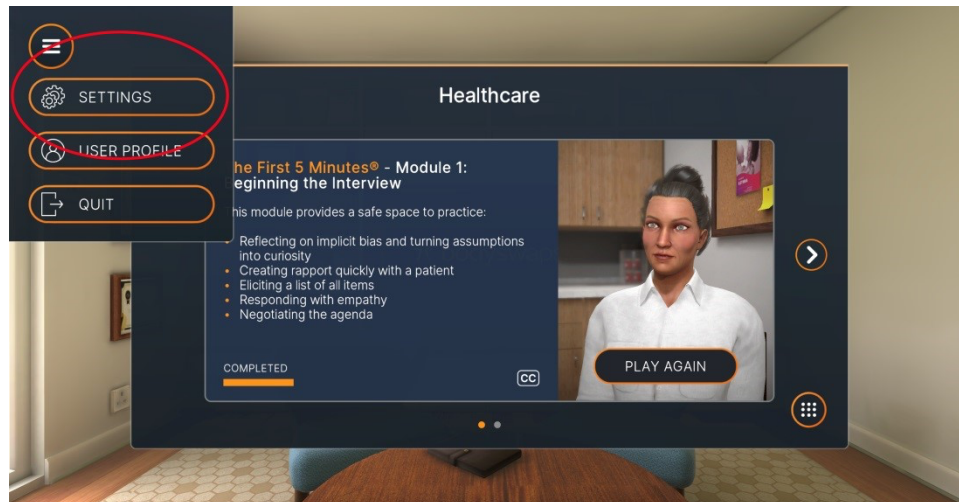 SETTINGS
USER PROFILE
QUIT
Healthcare
he First 5 Minutes® - Module 1:
eginning the Interview
his module provides a safe space to practice:
• Reflecting on implicit bias and turning assumptions
into curiosity
• Creating rapport quickly with a patient
• Eliciting a list of all items
• Responding with empathy
• Negotiating the agenda
COMPLETED
CC
PLAY AGAIN